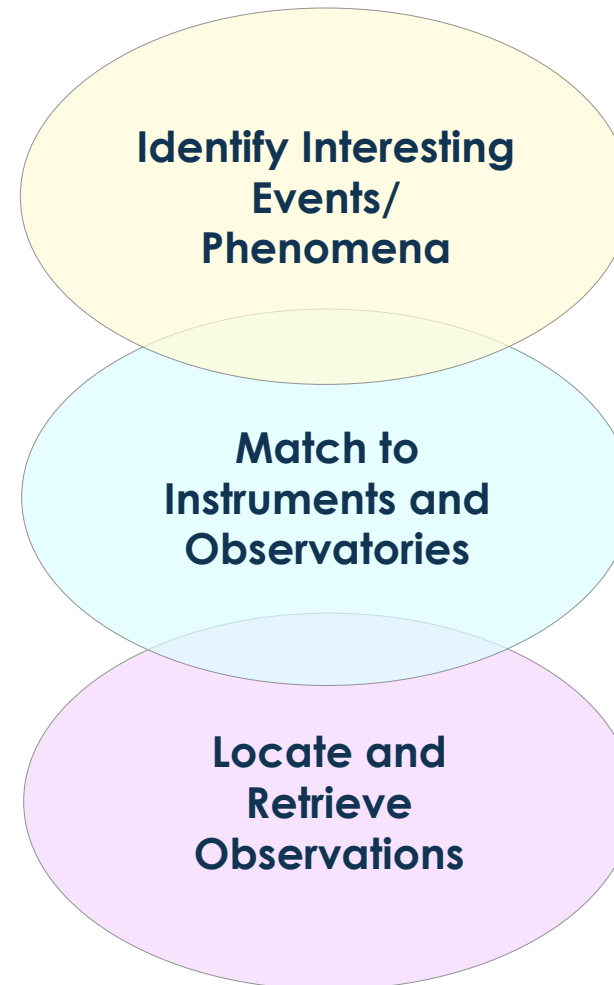 Identify Interesting
Events/
Phenomena
Match to
Instruments and
Observatories
Locate and
Retrieve
Observations